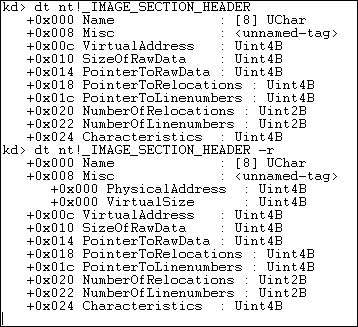 kd> dt nt!_IMAGE_SECTION_HEADER
   +0x000 Name             : [8] UChar
   +0x008 Misc             : <unnamed-tag>
   +0x00c VirtualAddress   : Uint4B
   +0x010 SizeOfRawData    : Uint4B
   +0x014 PointerToRawData : Uint4B
   +0x018 PointerToRelocations : Uint4B
   +0x01c PointerToLinenumbers : Uint4B
   +0x020 NumberOfRelocations : Uint2B
   +0x022 NumberOfLinenumbers : Uint2B
   +0x024 Characteristics  : Uint4B
kd> dt nt!_IMAGE_SECTION_HEADER -r
   +0x000 Name             : [8] UChar
   +0x008 Misc             : <unnamed-tag>
      +0x000 PhysicalAddress  : Uint4B
      +0x000 VirtualSize      : Uint4B
   +0x00c VirtualAddress   : Uint4B
   +0x010 SizeOfRawData    : Uint4B
   +0x014 PointerToRawData : Uint4B
   +0x018 PointerToRelocations : Uint4B
   +0x01c PointerToLinenumbers : Uint4B
   +0x020 NumberOfRelocations : Uint2B
   +0x022 NumberOfLinenumbers : Uint2B
   +0x024 Characteristics  : Uint4B